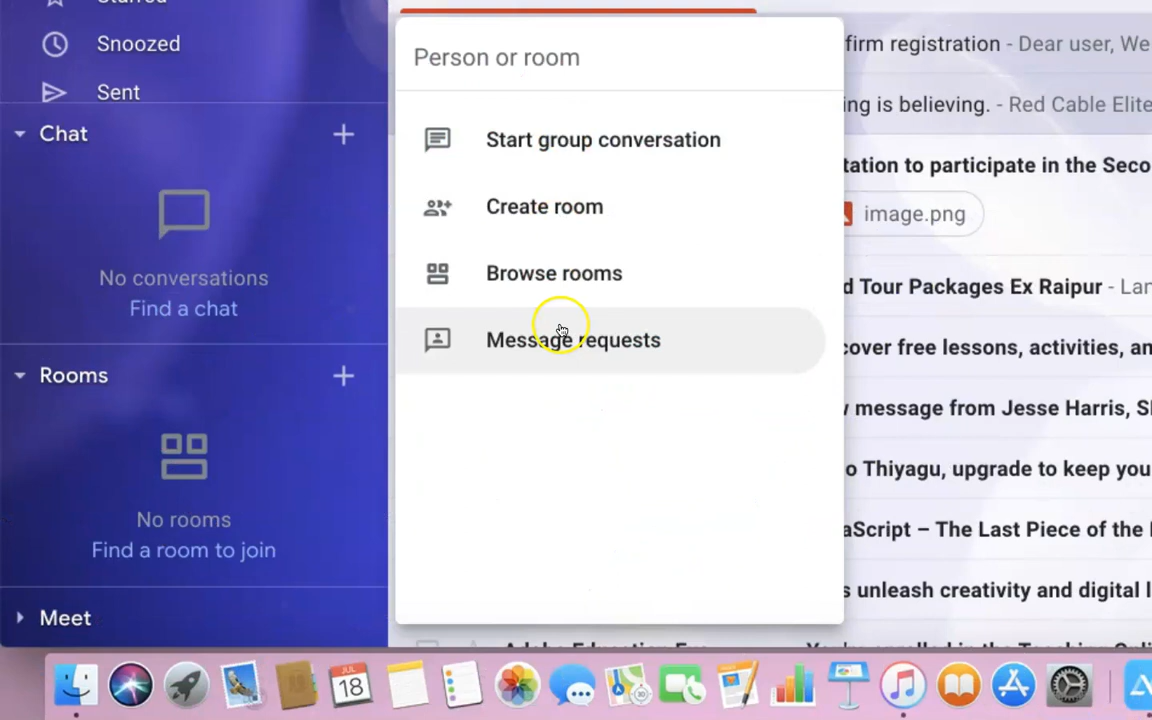 Starred
Snoozed
Sent
Chat
No conversations
Find a chat
Rooms
No rooms
Find a room to join
Meet
Person or room
Start group conversation
Create room
Browse rooms
Message requests
firm registration - Dear user, We
ing is believing. - Red Cable Elite
tation to participate in the Seco
image.png
d Tour Packages Ex Raipur - Lan
cover free lessons, activities, an
message from Jesse Harris, S
o Thiyagu, upgrade to keep you
aScript – The Last Piece of the
s unleash creativity and digital l
JUL
18